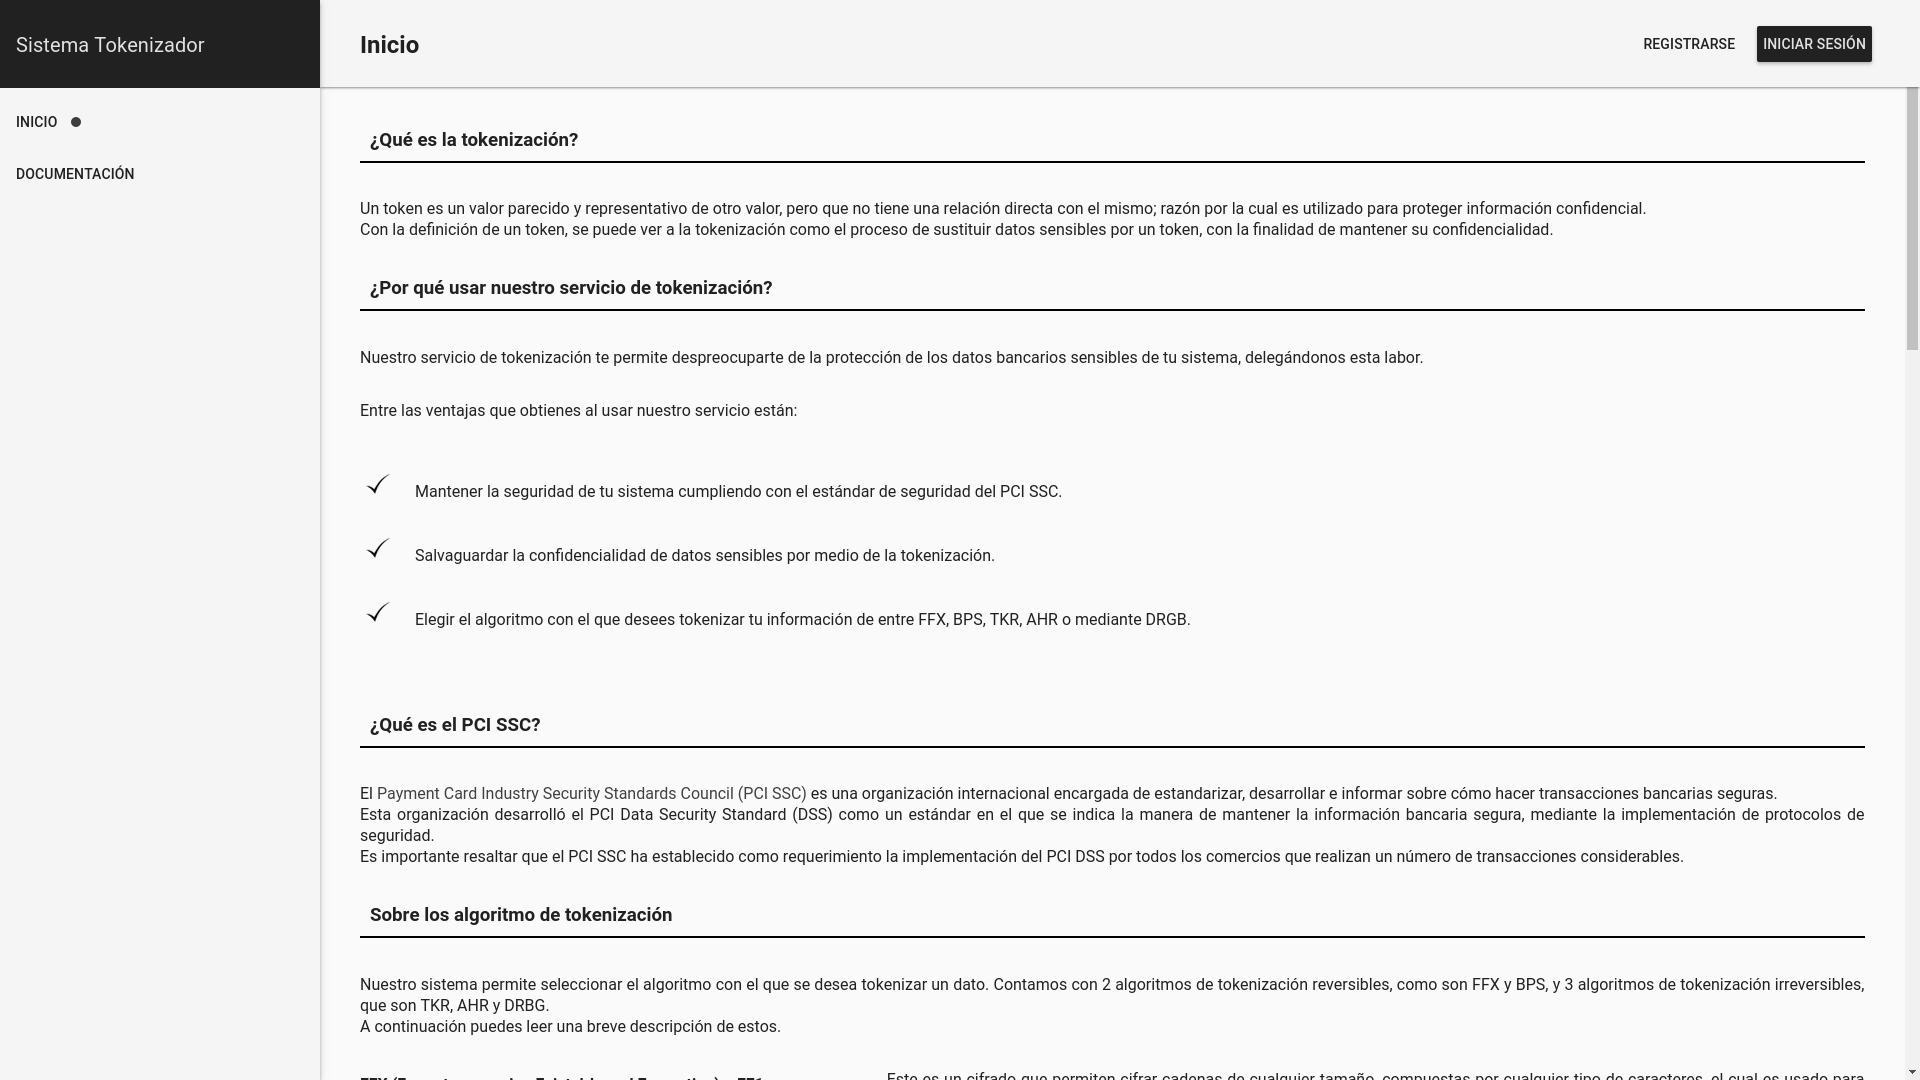 Sistema Tokenizador
Inicio
REGISTRARSE
INICIAR SESIÓN
INICIO
DOCUMENTACIÓN
¿Qué es la tokenización?
Un token es un valor parecido y representativo de otro valor, pero que no tiene una relación directa con el mismo; razón por la cual es utilizado para proteger información confidencial.
Con la definición de un token, se puede ver a la tokenización como el proceso de sustituir datos sensibles por un token, con la finalidad de mantener su confidencialidad.
¿Por qué usar nuestro servicio de tokenización?
Nuestro servicio de tokenización te permite despreocuparte de la protección de los datos bancarios sensibles de tu sistema, delegándonos esta labor.
Entre las ventajas que obtienes al usar nuestro servicio están:
Mantener la seguridad de tu sistema cumpliendo con el estándar de seguridad del PCI SSC.
Salvaguardar la confidencialidad de datos sensibles por medio de la tokenización.
Elegir el algoritmo con el que desees tokenizar tu información de entre FFX, BPS, TKR, AHR o mediante DRGB.
¿Qué es el PCI SSC?
El Payment Card Industry Security Standards Council (PCI SSC) es una organización internacional encargada de estandarizar, desarrollar e informar sobre cómo hacer transacciones bancarias seguras.
Esta organización desarrolló el PCI Data Security Standard (DSS) como un estándar en el que se indica la manera de mantener la información bancaria segura, mediante la implementación de protocolos de
seguridad.
Es importante resaltar que el PCI SSC ha establecido como requerimiento la implementación del PCI DSS por todos los comercios que realizan un número de transacciones considerables.
Sobre los algoritmo de tokenización
Nuestro sistema permite seleccionar el algoritmo con el que se desea tokenizar un dato. Contamos con 2 algoritmos de tokenización reversibles, como son FFX y BPS, y 3 algoritmos de tokenización irreversibles,
que son TKR, AHR y DRBG.
A continuación puedes leer una breve descripción de estos.
Este es un cifrado que permiten cifrar cadenas de cualquier tamaño, compuestas por cualquier tipo de caracteres, el cual es usado para